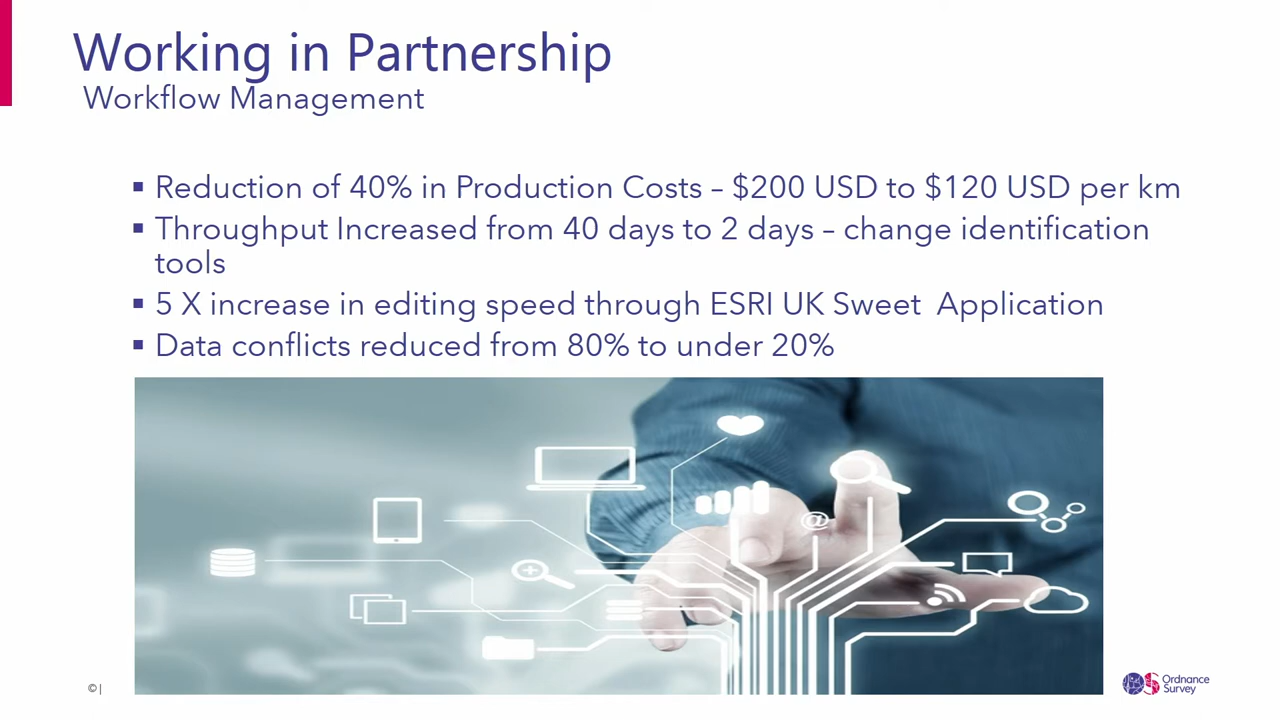 Working in Partnership
Workflow Management
▪ Reduction of 40% in Production Costs – $200 USD to $120 USD per km
▪ Throughput Increased from 40 days to 2 days – change identification
tools
▪ 5 X increase in editing speed through ESRI UK Sweet  Application
▪ Data conflicts reduced from 80% to under 20%
@
© |
OS Ordnance
Survey